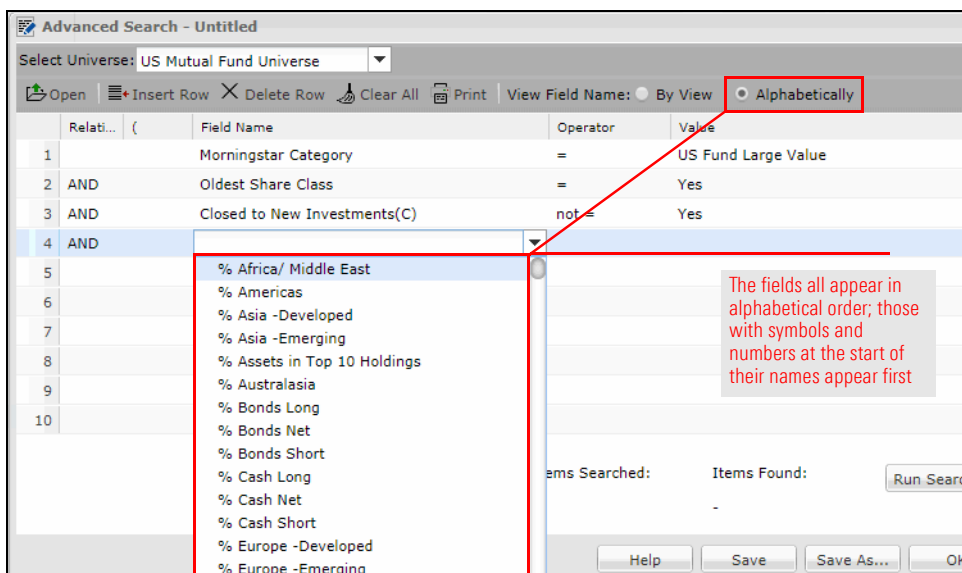 Advanced Search - Untitled
Select Universe: US Mutual Fund Universe
Open Insert Row Delete Row Clear All Print View Field Name: By View Alphabetically
Relati... ( Field Name Operator Value
1 Morningstar Category = US Fund Large Value
2 AND Oldest Share Class = Yes
3 AND Closed to New Investments(C) not = Yes
4 AND
5
6
7
8
9
10
% Africa/ Middle East
% Americas
% Asia -Developed
% Asia -Emerging
% Assets in Top 10 Holdings
% Australasia
% Bonds Long
% Bonds Net
% Bonds Short
% Cash Long
% Cash Net
% Cash Short
% Europe -Developed
% Europe -Emerging
The fields all appear in
alphabetical order; those
with symbols and
numbers at the start of
their names appear first
ems Searched: Items Found:
-
Run Searc
Help Save Save As... OK